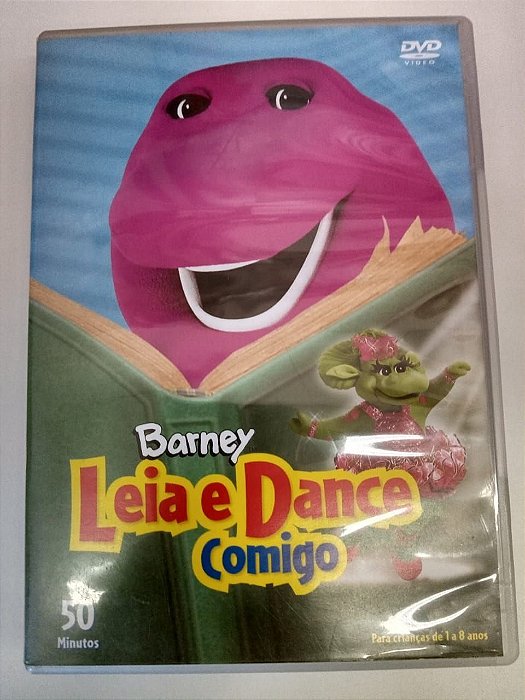 DVD
VIDEO
Barney
Leia e Dance
Comigo
50
Minutos
Para crianças de 1 a 8 anos